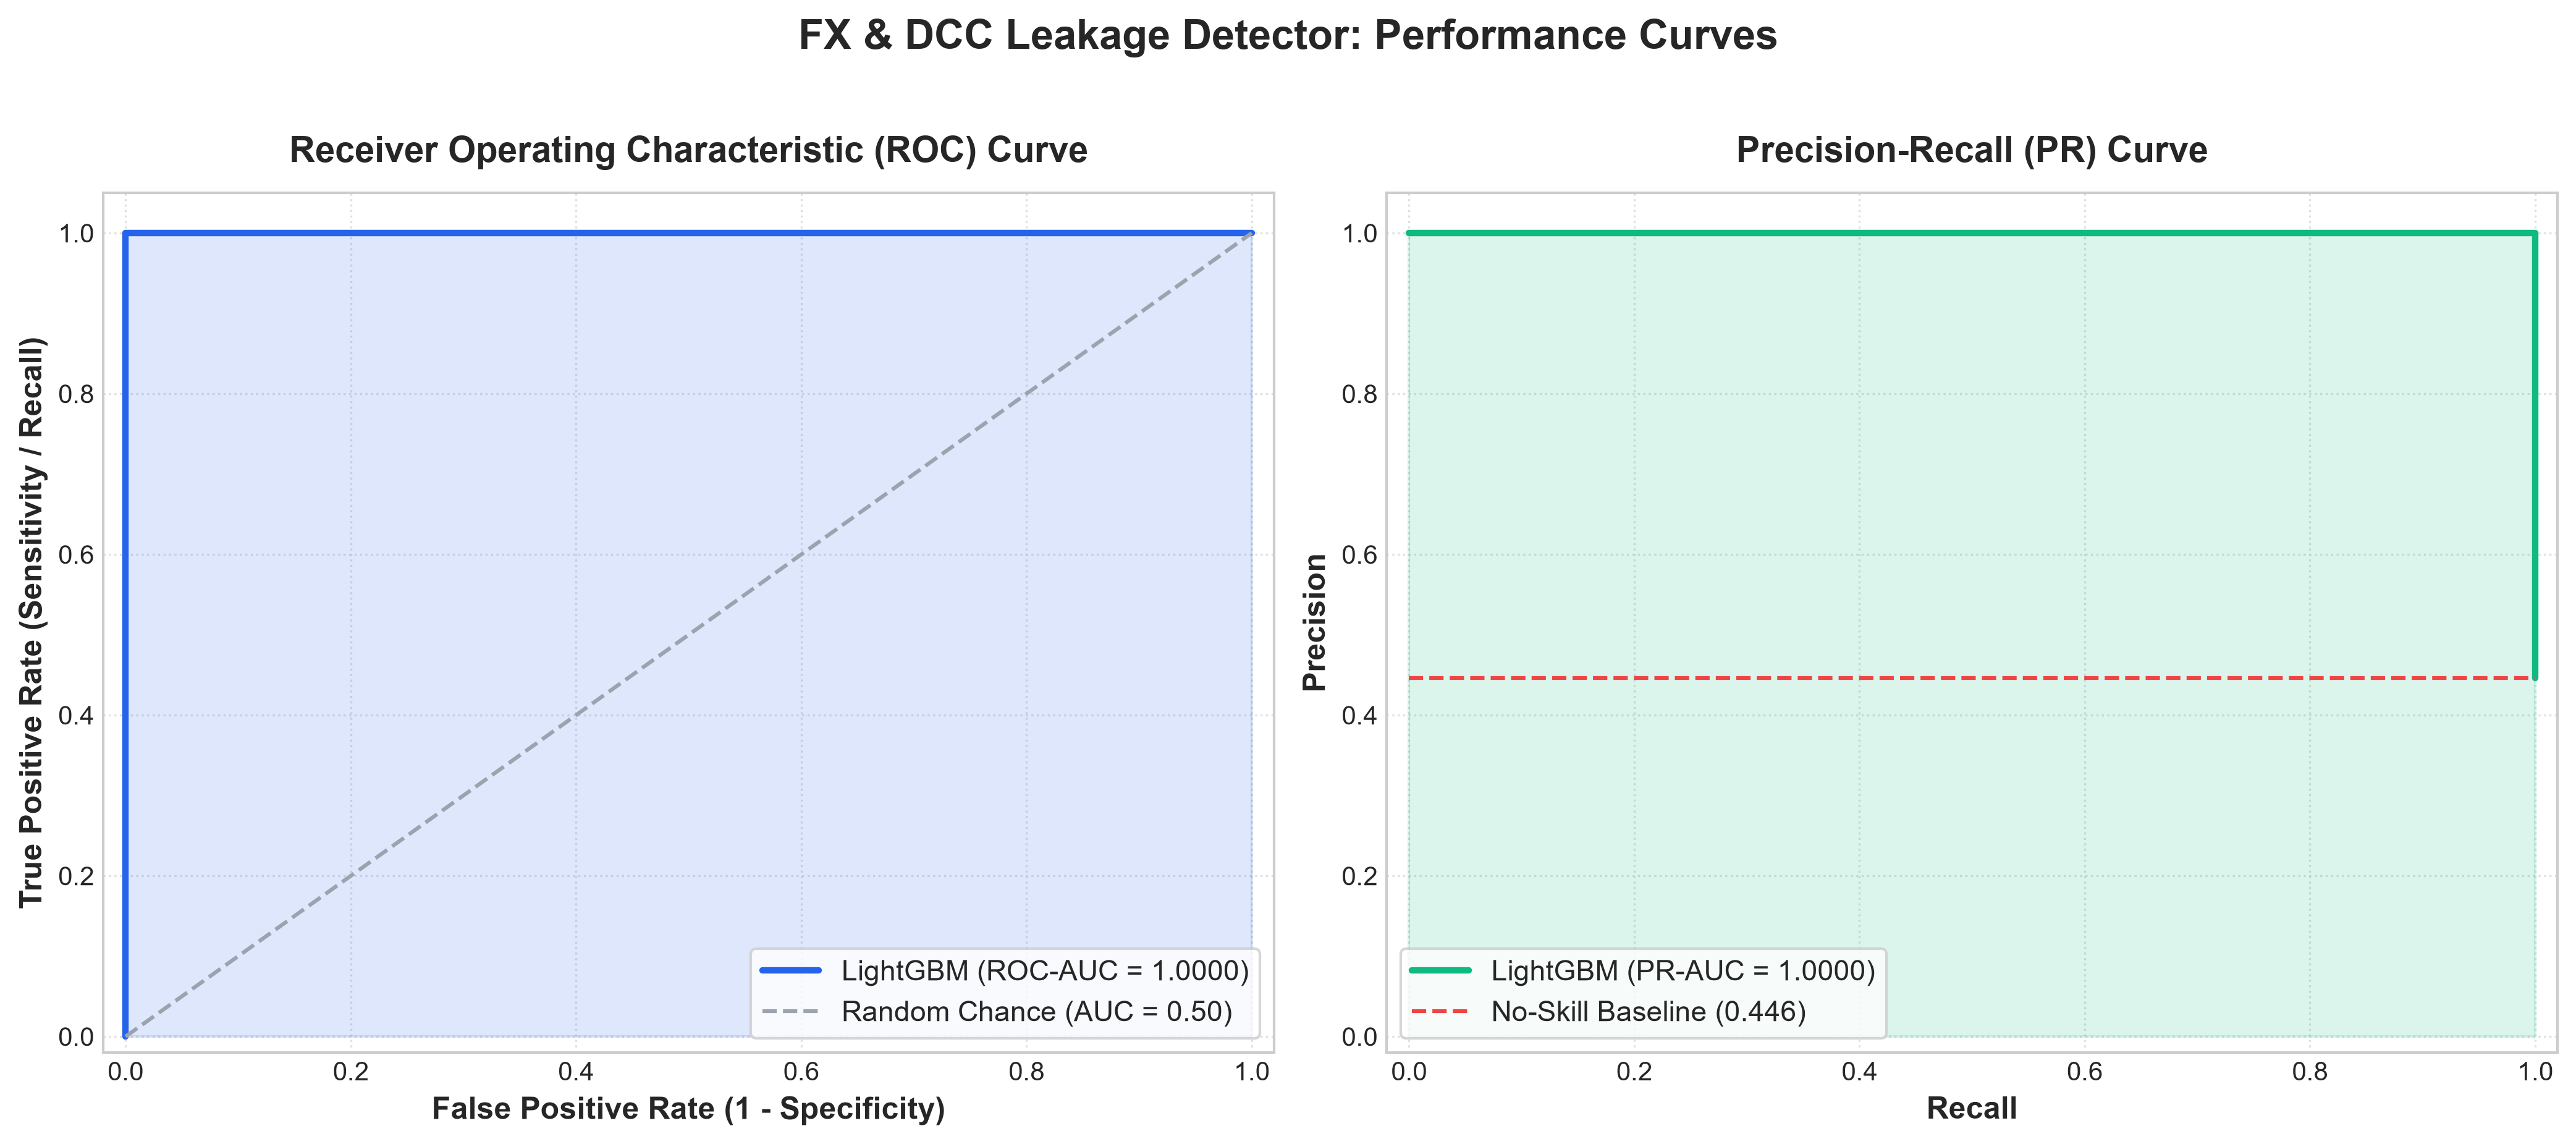 FX & DCC Leakage Detector: Performance Curves
Receiver Operating Characteristic (ROC) Curve
True Positive Rate (Sensitivity / Recall)
1.0
0.8
0.6
0.4
0.2
0.0
LightGBM (ROC-AUC = 1.0000)
Random Chance (AUC = 0.50)
0.0 0.2 0.4 0.6 0.8 1.0
False Positive Rate (1 - Specificity)
Precision-Recall (PR) Curve
Precision
1.0
0.8
0.6
0.4
0.2
0.0
LightGBM (PR-AUC = 1.0000)
No-Skill Baseline (0.446)
0.0 0.2 0.4 0.6 0.8 1.0
Recall